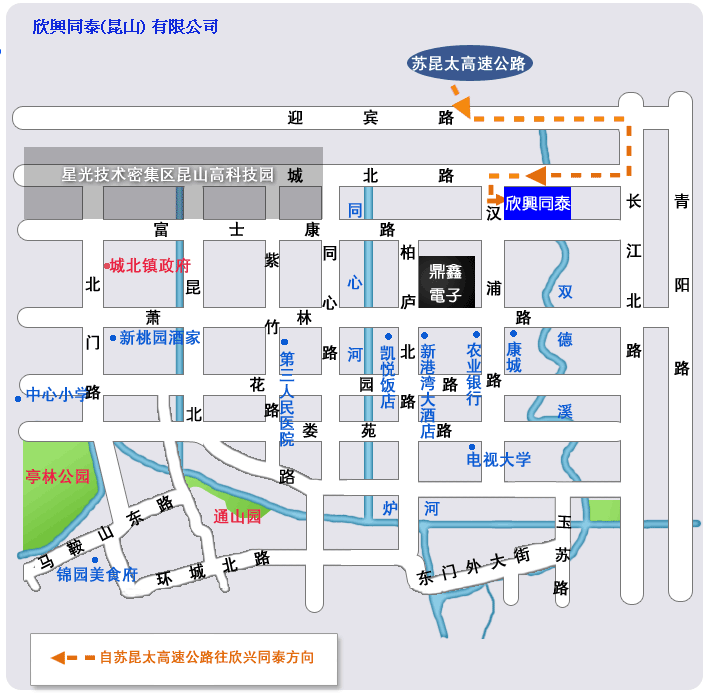 欣興同泰(昆山) 有限公司
苏昆太高速公路
迎宾路
星光技术密集区昆山高科技园
城北路
欣興同泰
同心河
汉浦路
长江北路
青阳路
富士康路
城北镇政府
北门路
昆北
紫竹路
同心路
柏庐北路
鼎鑫
電子
双德溪
萧林路
新桃园酒家
第三人民医院
凯悦饭店
新港湾大酒店
农业银行
康城
中心小学
花园路
娄苑路
电视大学
亭林公园
通山园
炉河
玉苏路
马鞍山东路
锦园美食府
环城北路
东门外大街
自苏昆太高速公路往欣兴同泰方向